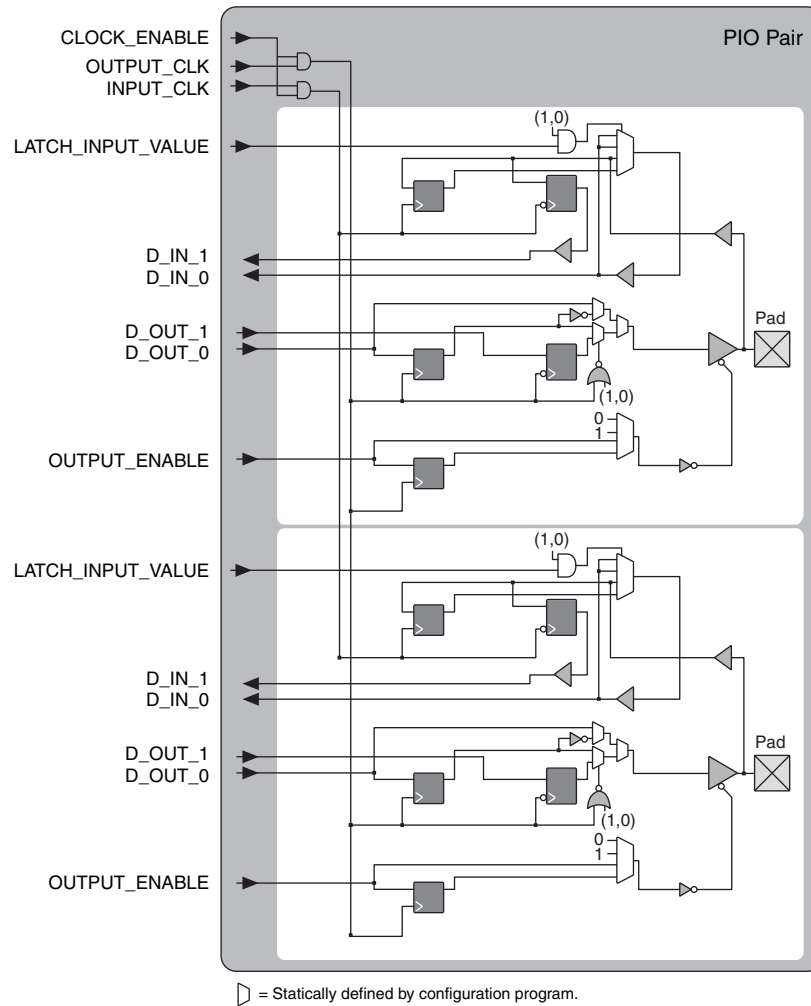 PIO Pair
CLOCK_ENABLE
OUTPUT_CLK
INPUT_CLK
(1,0)
LATCH_INPUT_VALUE
D_IN_1
D_IN_0
D_OUT_1
D_OUT_0
Pad
(1,0)
0
1
OUTPUT_ENABLE
(1,0)
LATCH_INPUT_VALUE
D_IN_1
D_IN_0
D_OUT_1
D_OUT_0
Pad
(1,0)
0
1
OUTPUT_ENABLE
= Statically defined by configuration program.